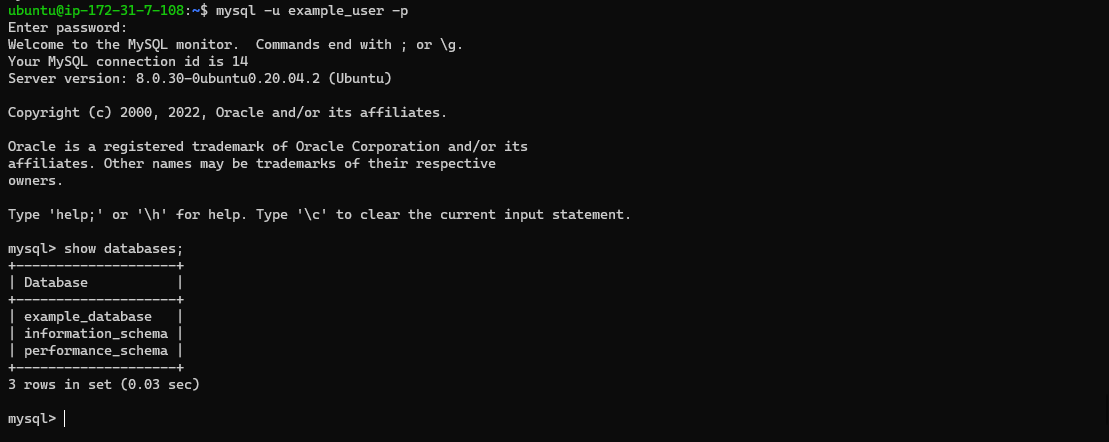 ubuntu@ip-172-31-7-108:~$ mysql -u example_user -p
Enter password:
Welcome to the MySQL monitor.  Commands end with ; or \g.
Your MySQL connection id is 14
Server version: 8.0.30-0ubuntu0.20.04.2 (Ubuntu)

Copyright (c) 2000, 2022, Oracle and/or its affiliates.

Oracle is a registered trademark of Oracle Corporation and/or its
affiliates. Other names may be trademarks of their respective
owners.

Type 'help;' or '\h' for help. Type '\c' to clear the current input statement.

mysql> show databases;
+--------------------+
| Database           |
+--------------------+
| example_database   |
| information_schema |
| performance_schema |
+--------------------+
3 rows in set (0.03 sec)

mysql>